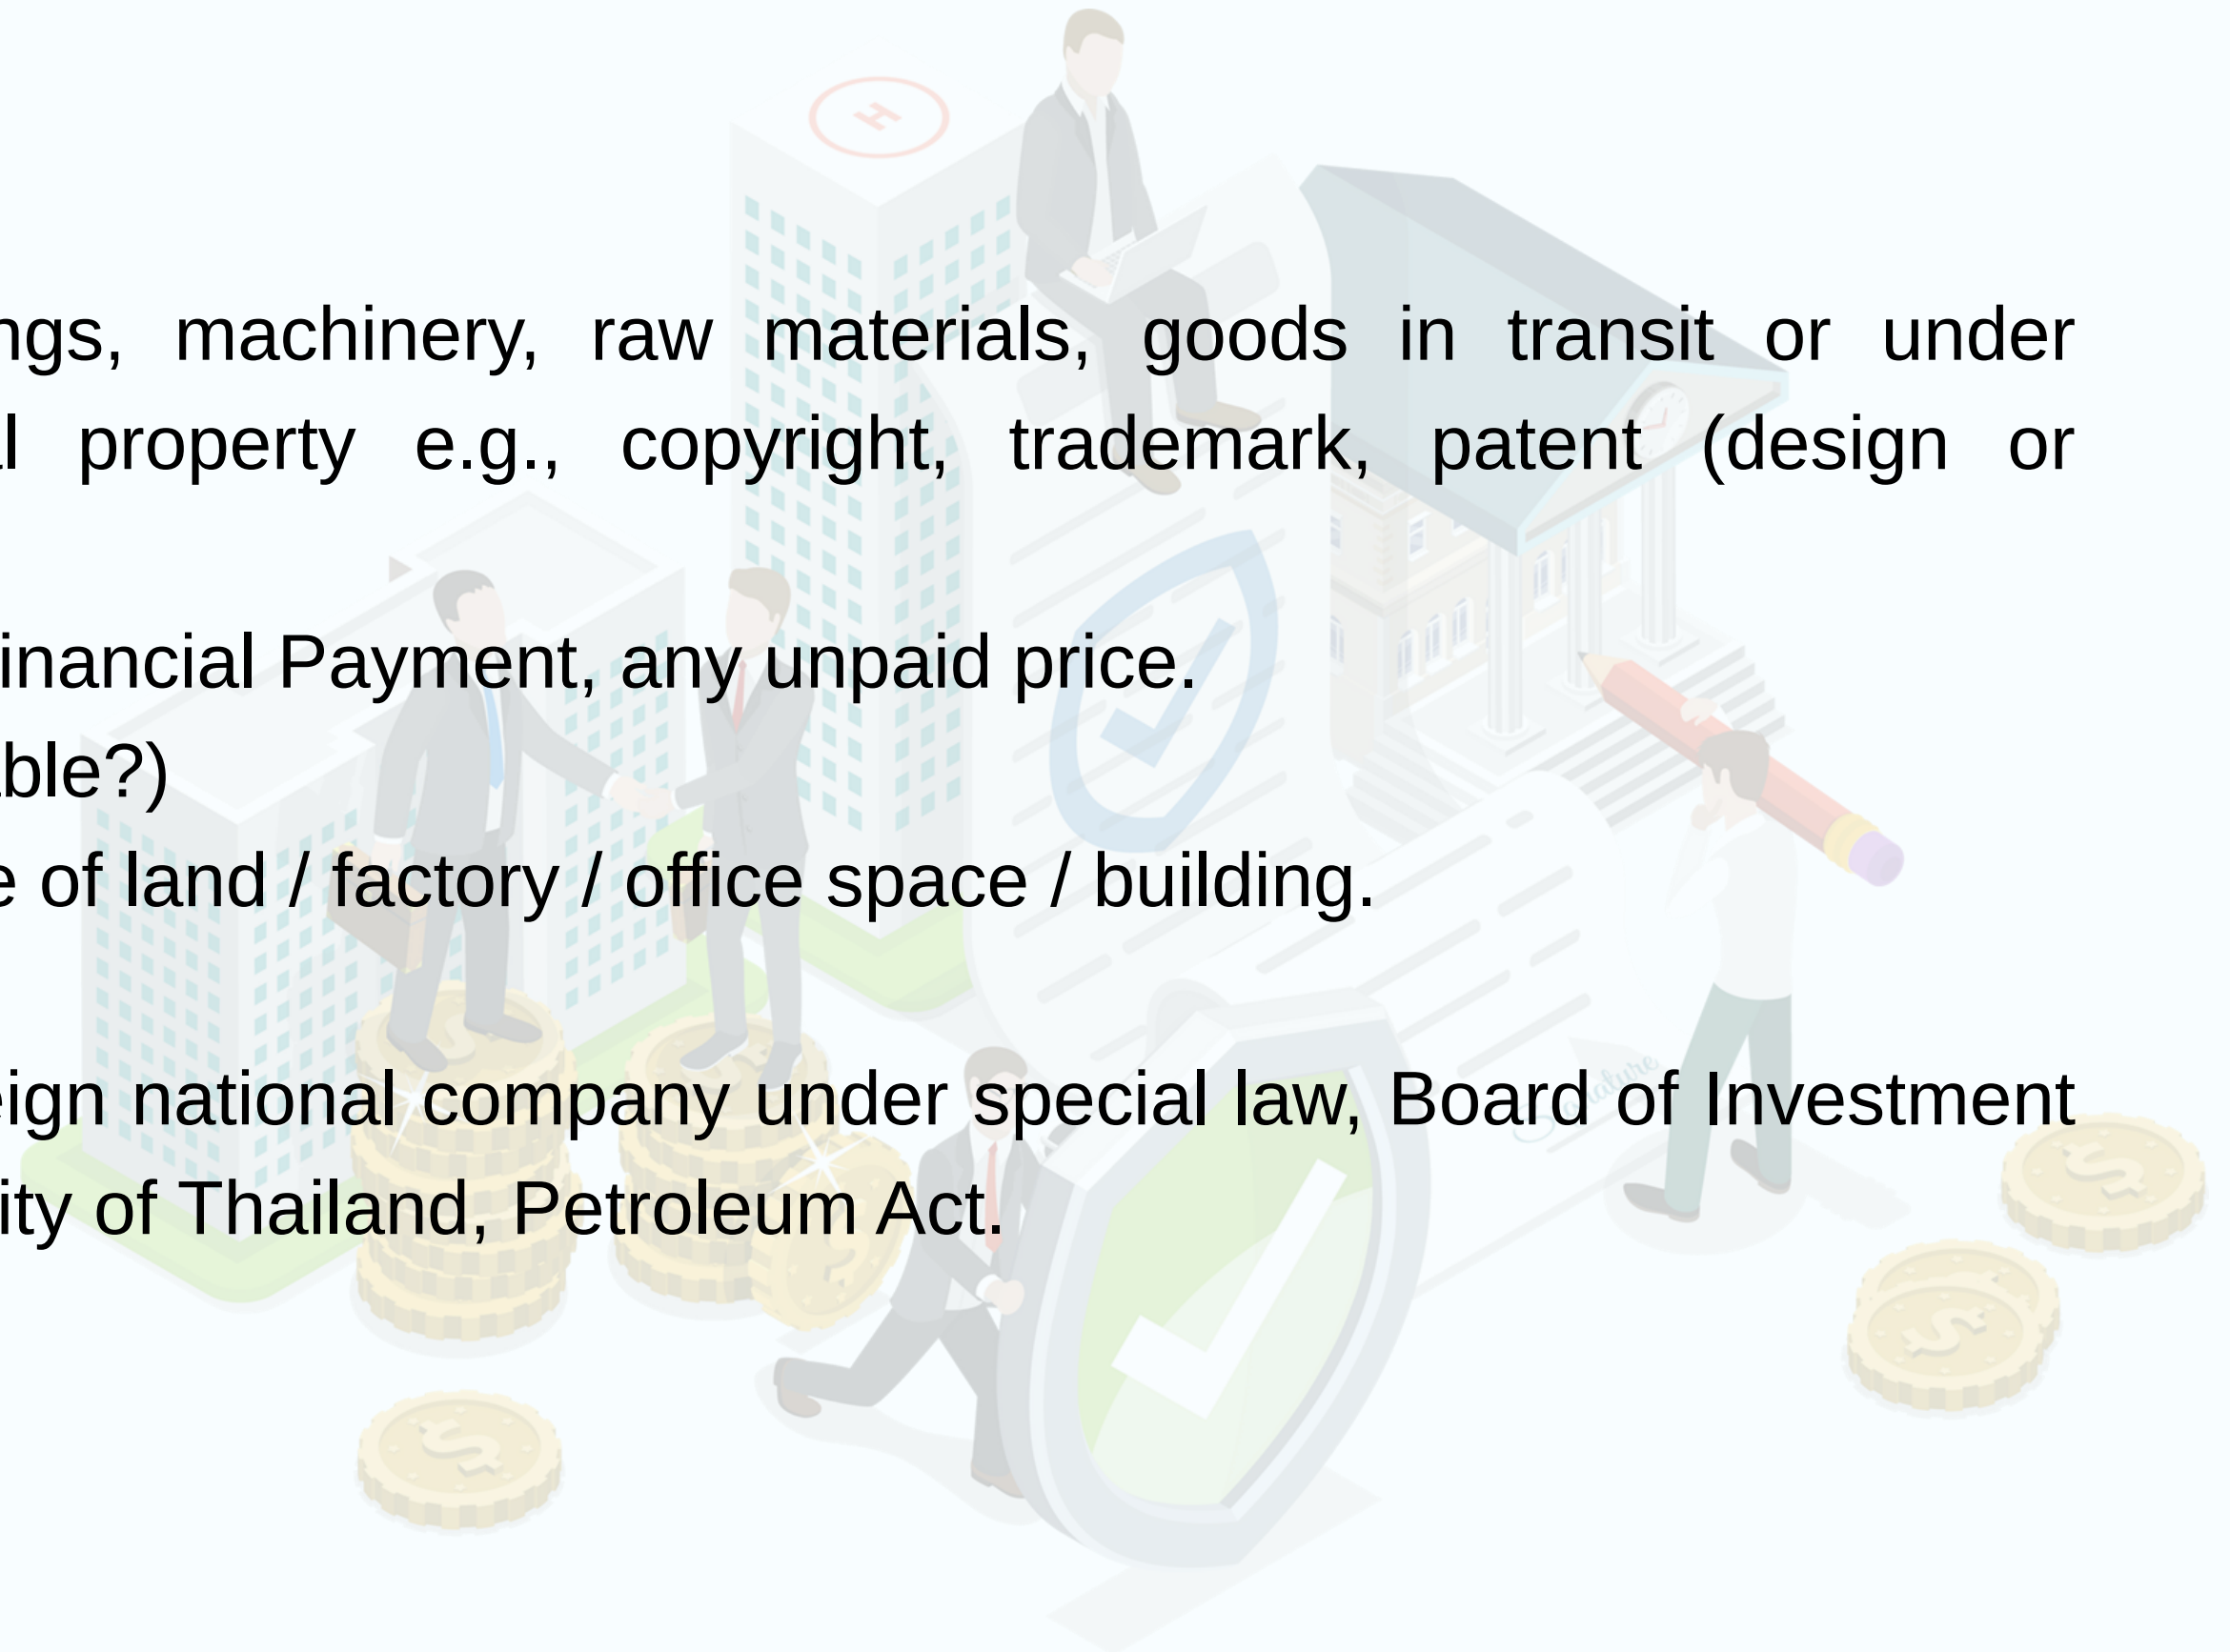 ngs, machinery, raw materials, goods in transit or under
l property e.g., copyright, trademark, patent (design or
inancial Payment, any unpaid price.
ble?)
e of land / factory / office space / building.
eign national company under special law, Board of Investment
ity of Thailand, Petroleum Act.
H
Signature